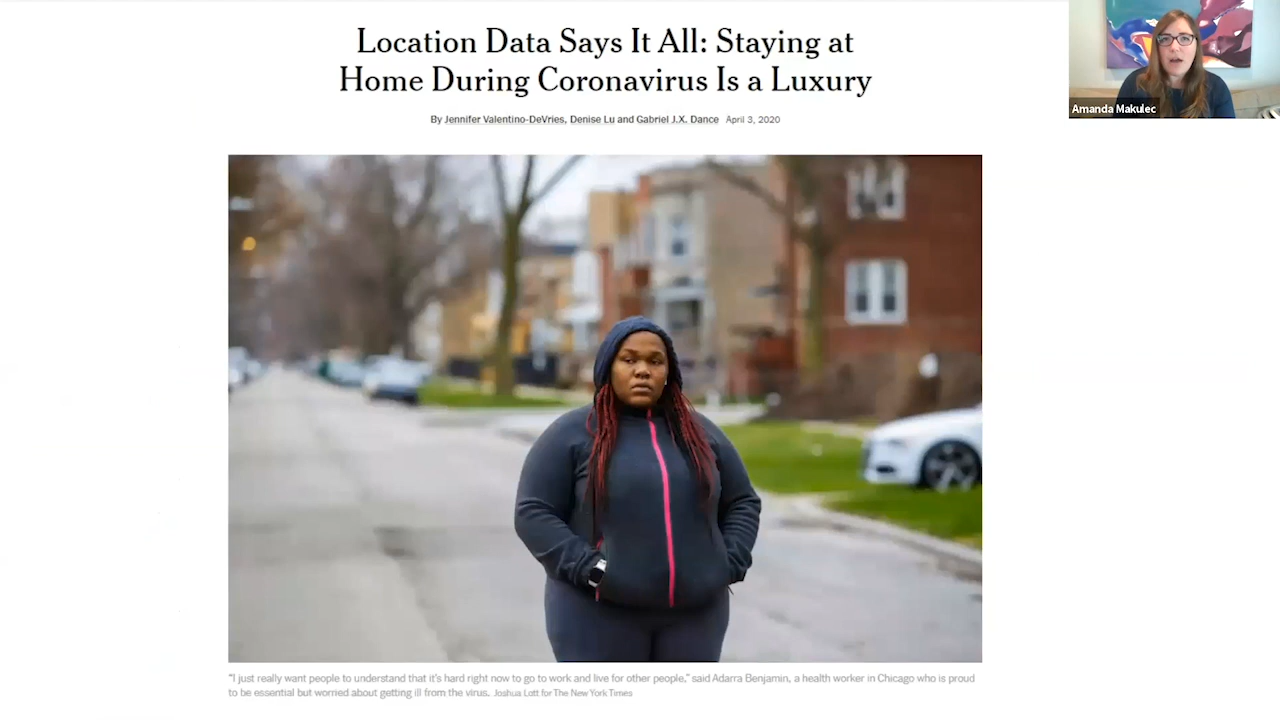 Location Data Says It All: Staying at
Home During Coronavirus Is a Luxury
By Jennifer Valentino-DeVries, Denise Lu and Gabriel J.X. Dance April 3, 2020
Amanda Makulec
“I just really want people to understand that it’s hard right now to go to work and live for other people,” said Adarra Benjamin, a health worker in Chicago who is proud
to be essential but worried about getting ill from the virus. Joshua Lott for The New York Times